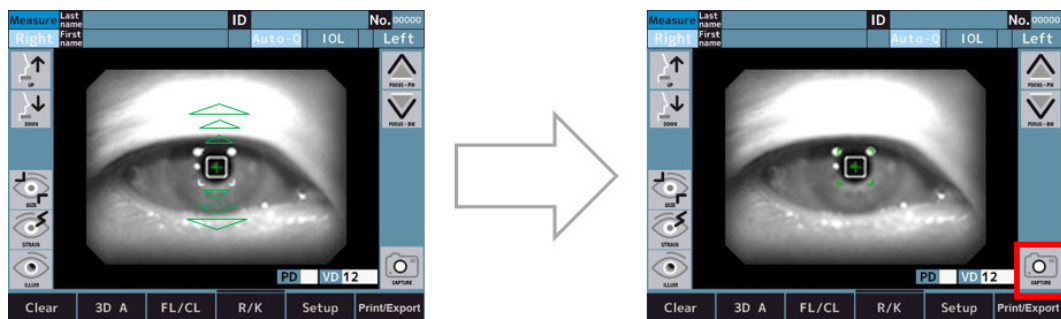 Measure Last name ID No. 00000
Right First name Auto-Q IOL Left
UP
FOCUS - FW
DOWN
FOCUS - BW
SIZE
STRAIN
ILLUM
CAPTURE
PD VD 12
Clear 3D A FL/CL R/K Setup Print/Export
Measure Last name ID No. 00000
Right First name Auto-Q IOL Left
UP
FOCUS - FW
DOWN
FOCUS - BW
SIZE
STRAIN
ILLUM
CAPTURE
PD VD 12
Clear 3D A FL/CL R/K Setup Print/Export